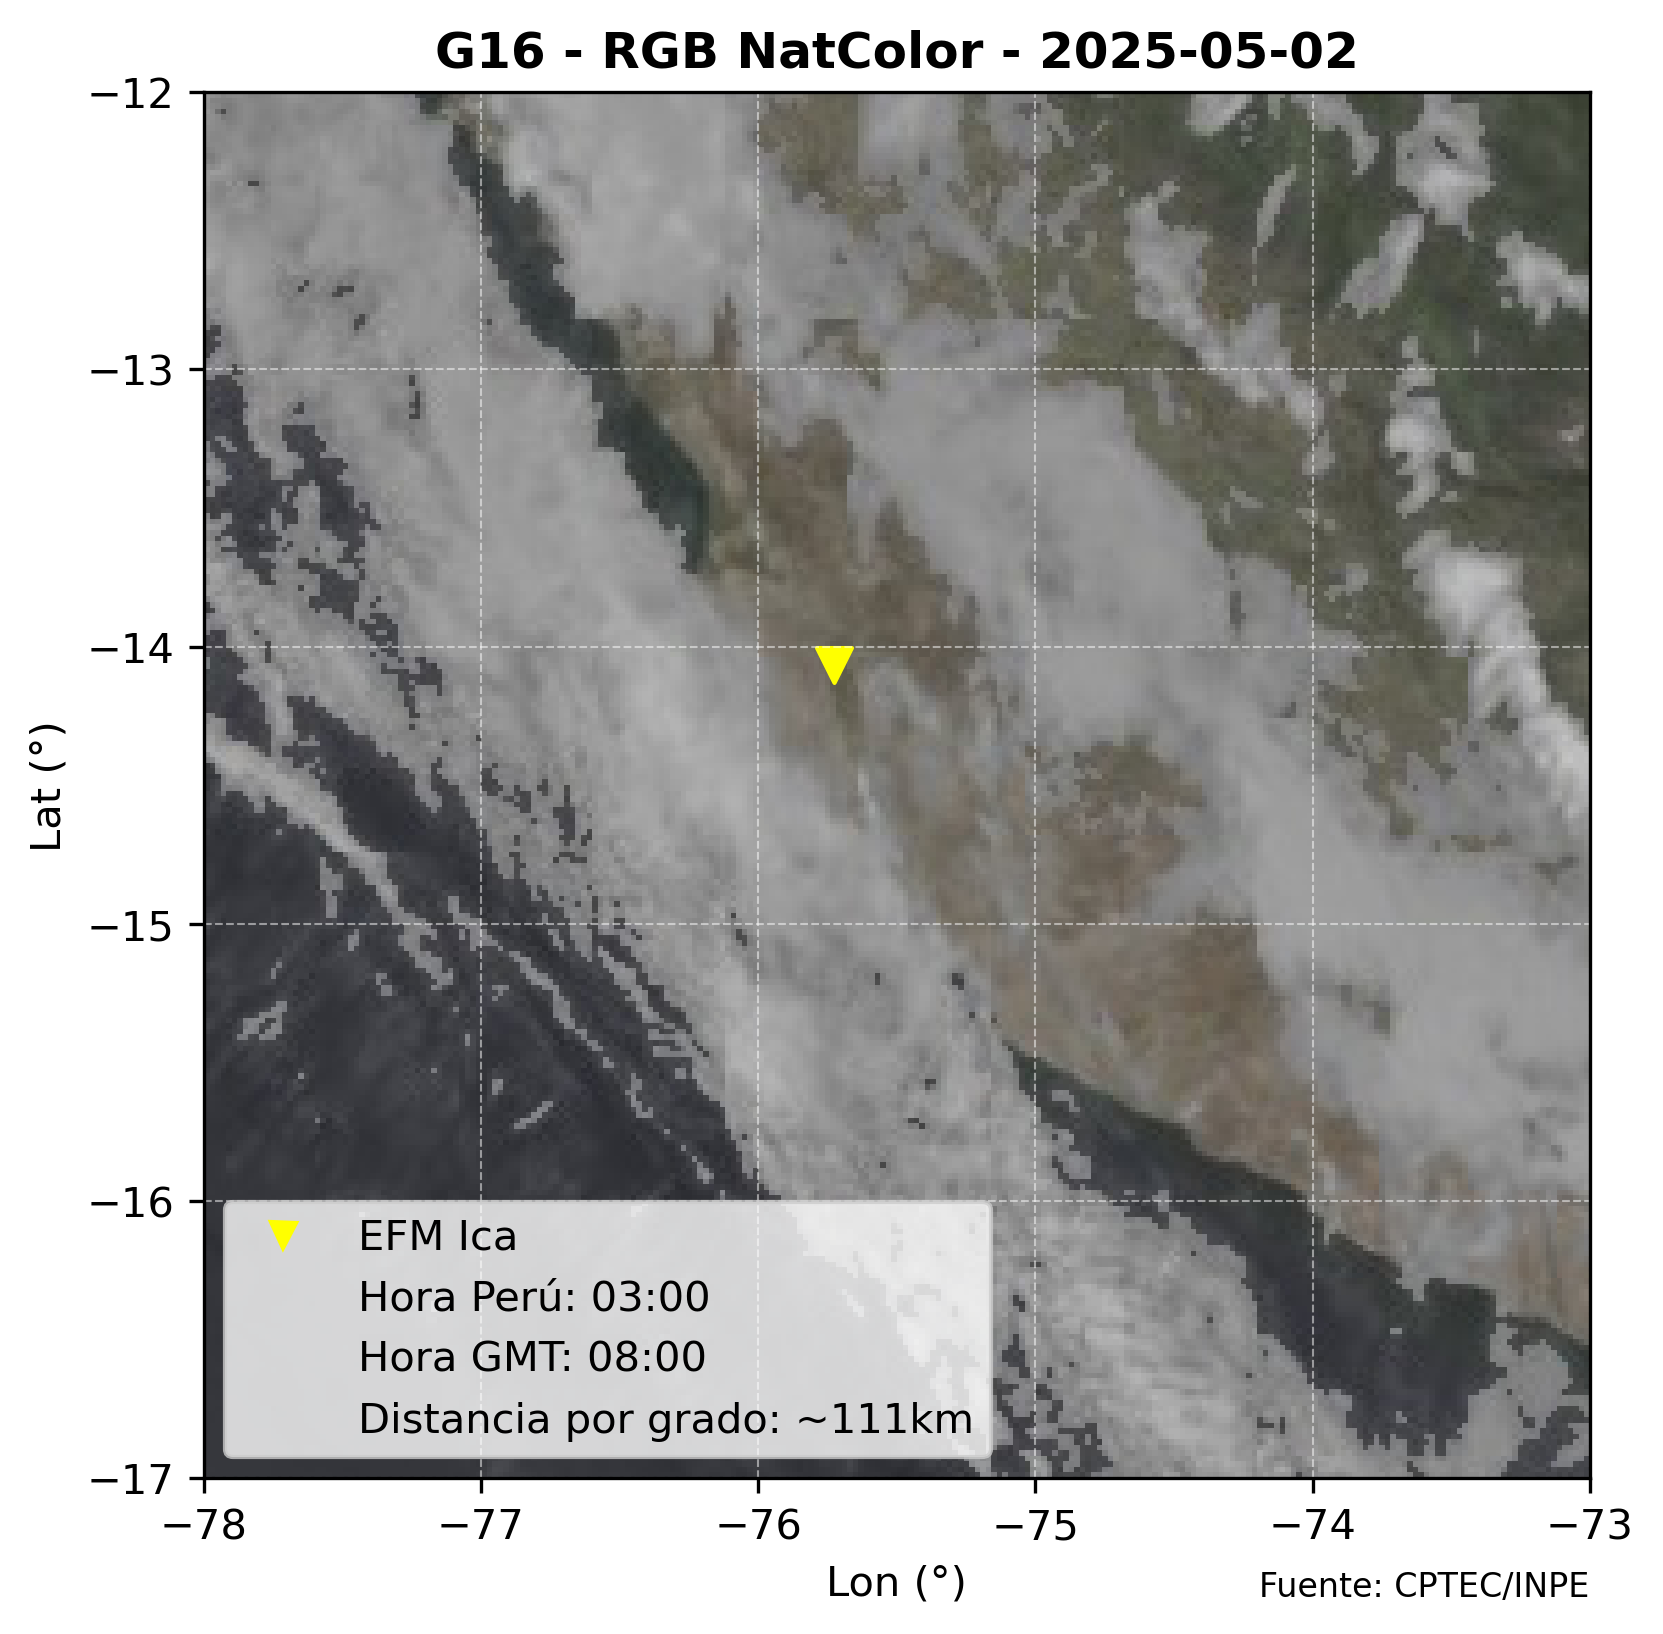 G16 - RGB NatColor - 2025-05-02
−12
−13
−14
−15
−16
−17
Lat (°)
EFM Ica
Hora Perú: 03:00
Hora GMT: 08:00
Distancia por grado: ~111km
−78
−77
−76
−75
−74
−73
Lon (°)
Fuente: CPTEC/INPE